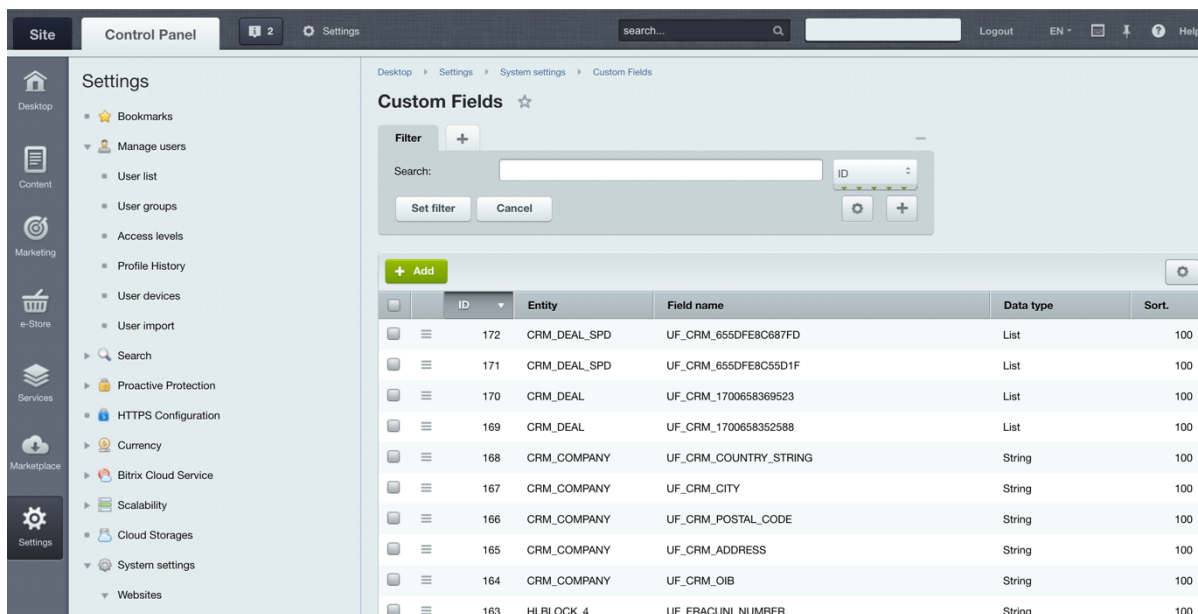 Site Control Panel 2 Settings search... Logout EN Help
Desktop
Content
Marketing
e-Store
Services
Marketplace
Settings
Settings
Bookmarks
Manage users
User list
User groups
Access levels
Profile History
User devices
User import
Search
Proactive Protection
HTTPS Configuration
Currency
Bitrix Cloud Service
Scalability
Cloud Storages
System settings
Websites
Desktop Settings System settings Custom Fields
Custom Fields
Filter
Search: ID
Set filter Cancel
Add
ID Entity Field name Data type Sort.
172 CRM_DEAL_SPD UF_CRM_655DFE8C687FD List 100
171 CRM_DEAL_SPD UF_CRM_655DFE8C55D1F List 100
170 CRM_DEAL UF_CRM_1700658369523 List 100
169 CRM_DEAL UF_CRM_1700658352588 List 100
168 CRM_COMPANY UF_CRM_COUNTRY_STRING String 100
167 CRM_COMPANY UF_CRM_CITY String 100
166 CRM_COMPANY UF_CRM_POSTAL_CODE String 100
165 CRM_COMPANY UF_CRM_ADDRESS String 100
164 CRM_COMPANY UF_CRM_OIB String 100
163 HLBLOCK_4 UF_ERACUNI_NUMBER String 100